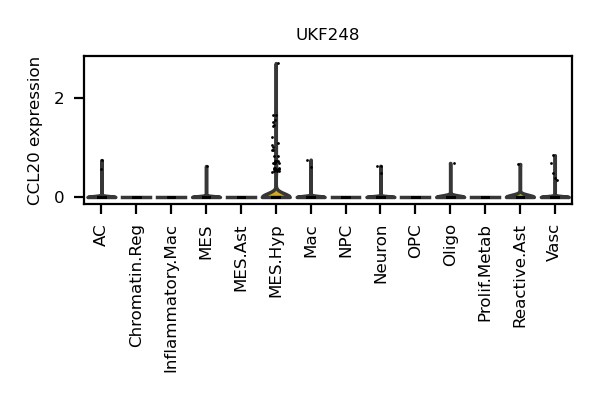 UKF248
CCL20 expression
2
0
AC
Chromatin.Reg
Inflammatory.Mac
MES
MES.Ast
MES.Hyp
Mac
NPC
Neuron
OPC
Oligo
Prolif.Metab
Reactive.Ast
Vasc